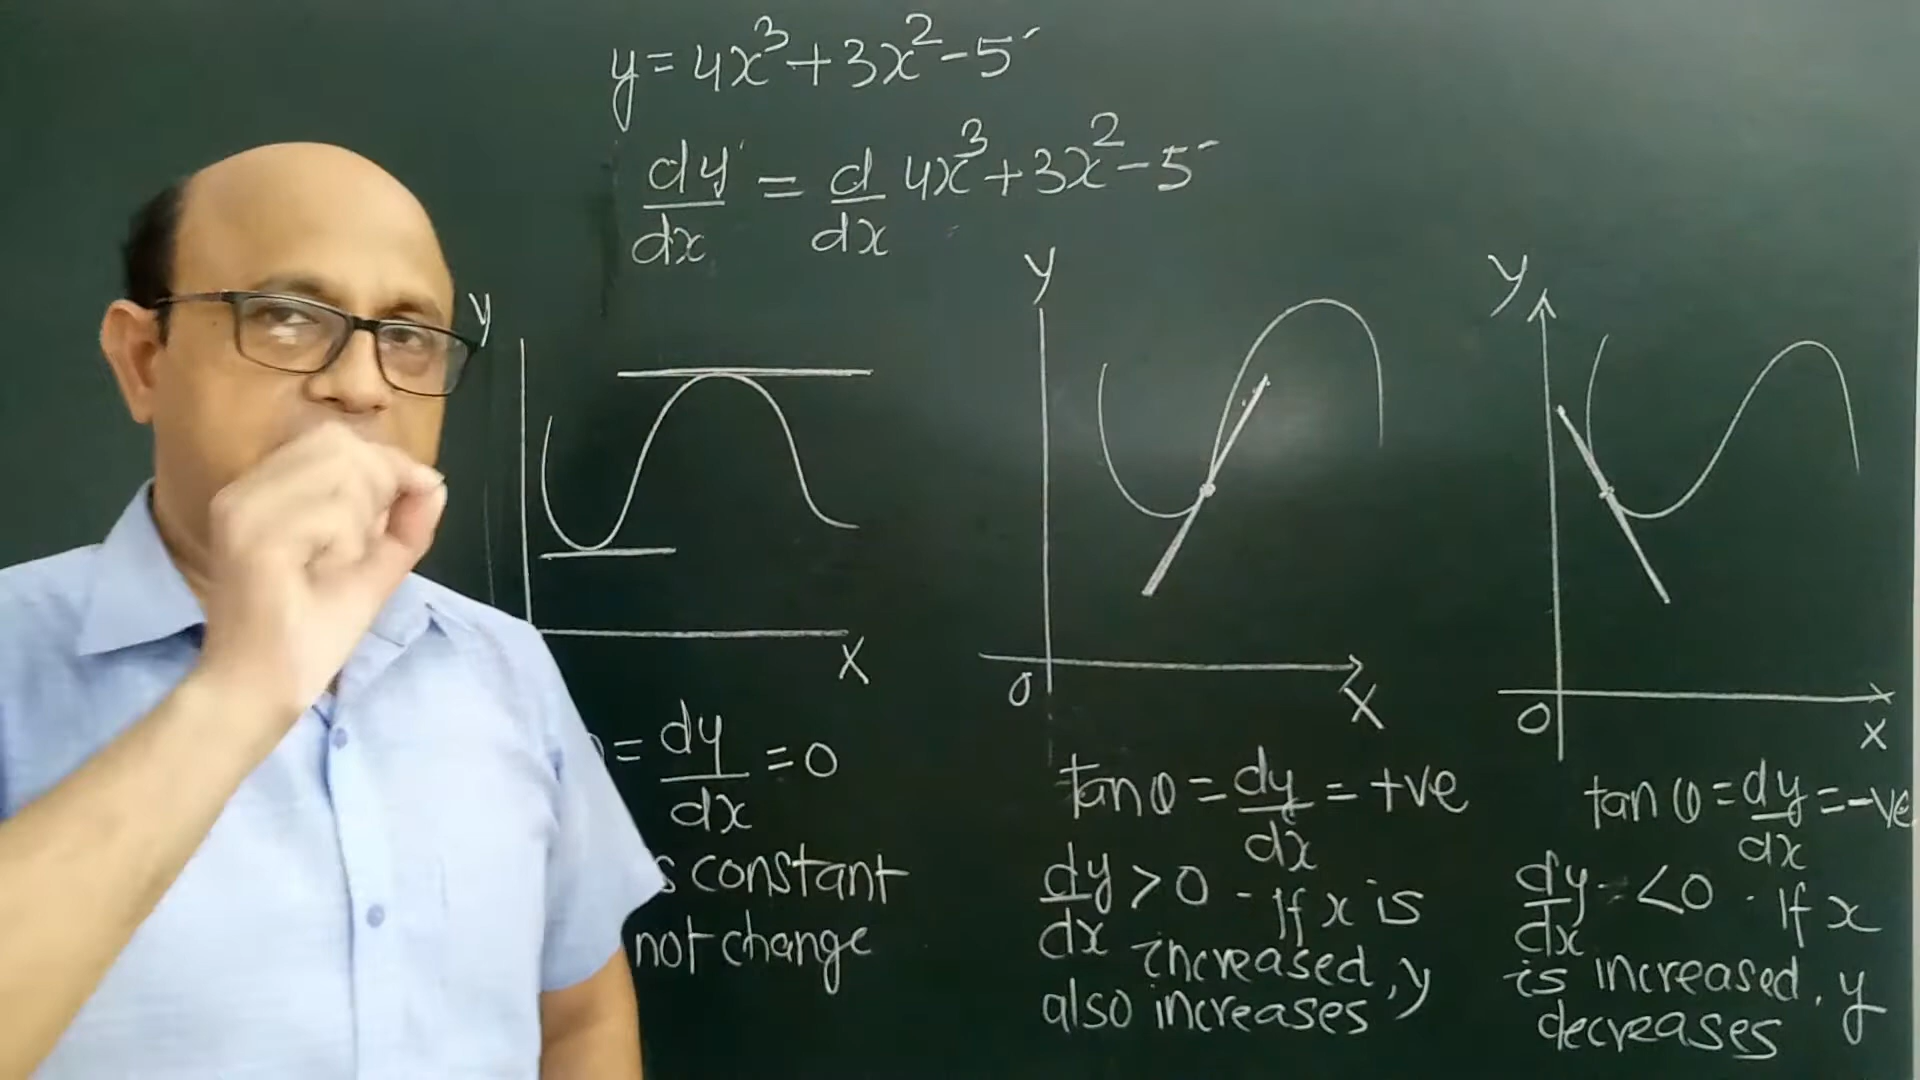 y = 4x³ + 3x² - 5
dy/dx = d/dx 4x³ + 3x² - 5
y
x
= dy/dx = 0
constant
not change
y
0
x
tan θ = dy/dx = +ve
dy/dx > 0 - If x is
increased, y
also increases
y
0
x
tan θ = dy/dx = -ve
dy/dx < 0 - If x
is increased, y
decreases